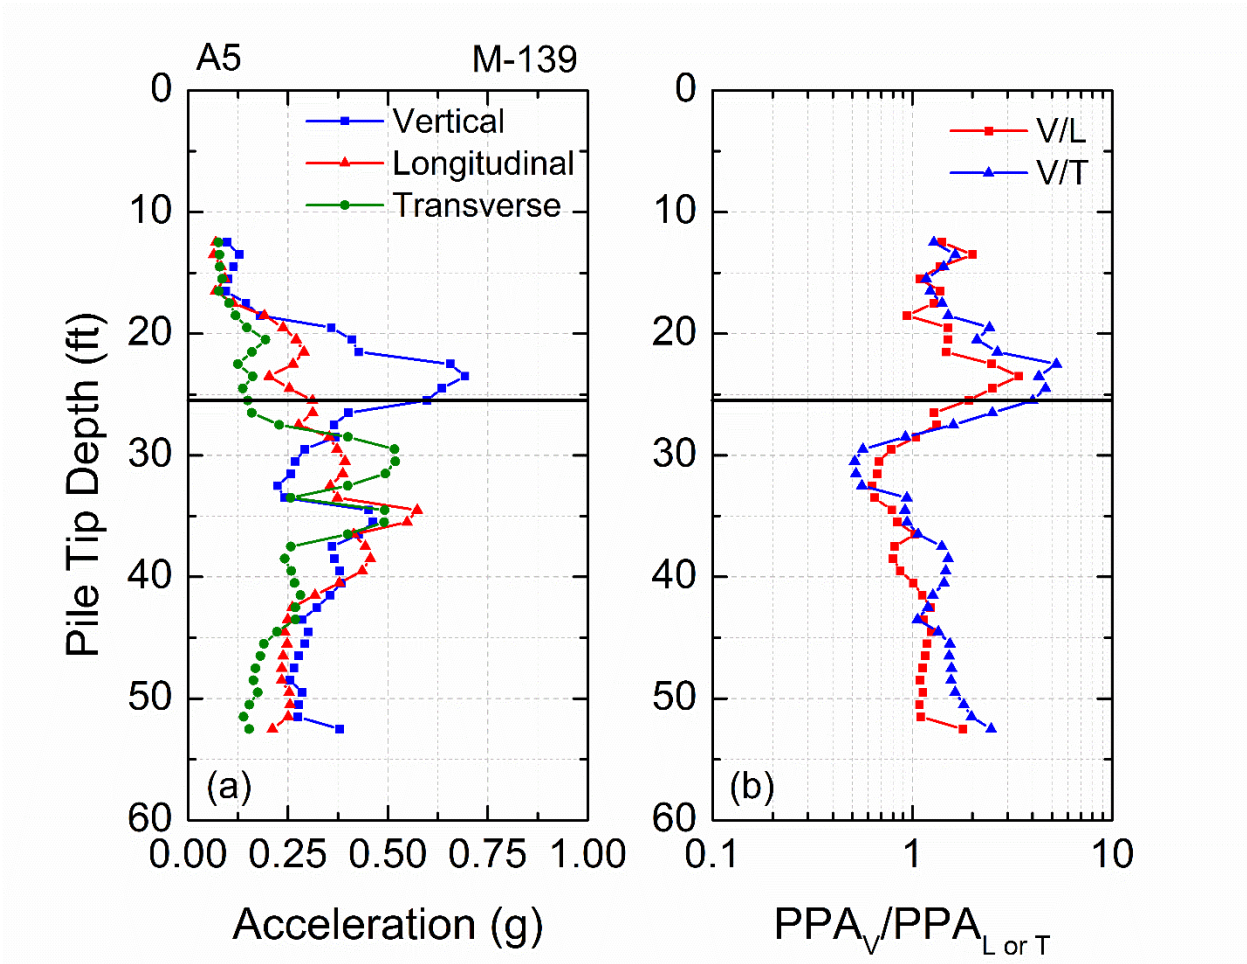 A5 M-139
Vertical
Longitudinal
Transverse
V/L
V/T
0
10
20
30
40
50
60
0
10
20
30
40
50
60
Pile Tip Depth (ft)
(a)
(b)
0.00 0.25 0.50 0.75 1.00
0.1 1 10
Acceleration (g)
PPAV/PPAL or T